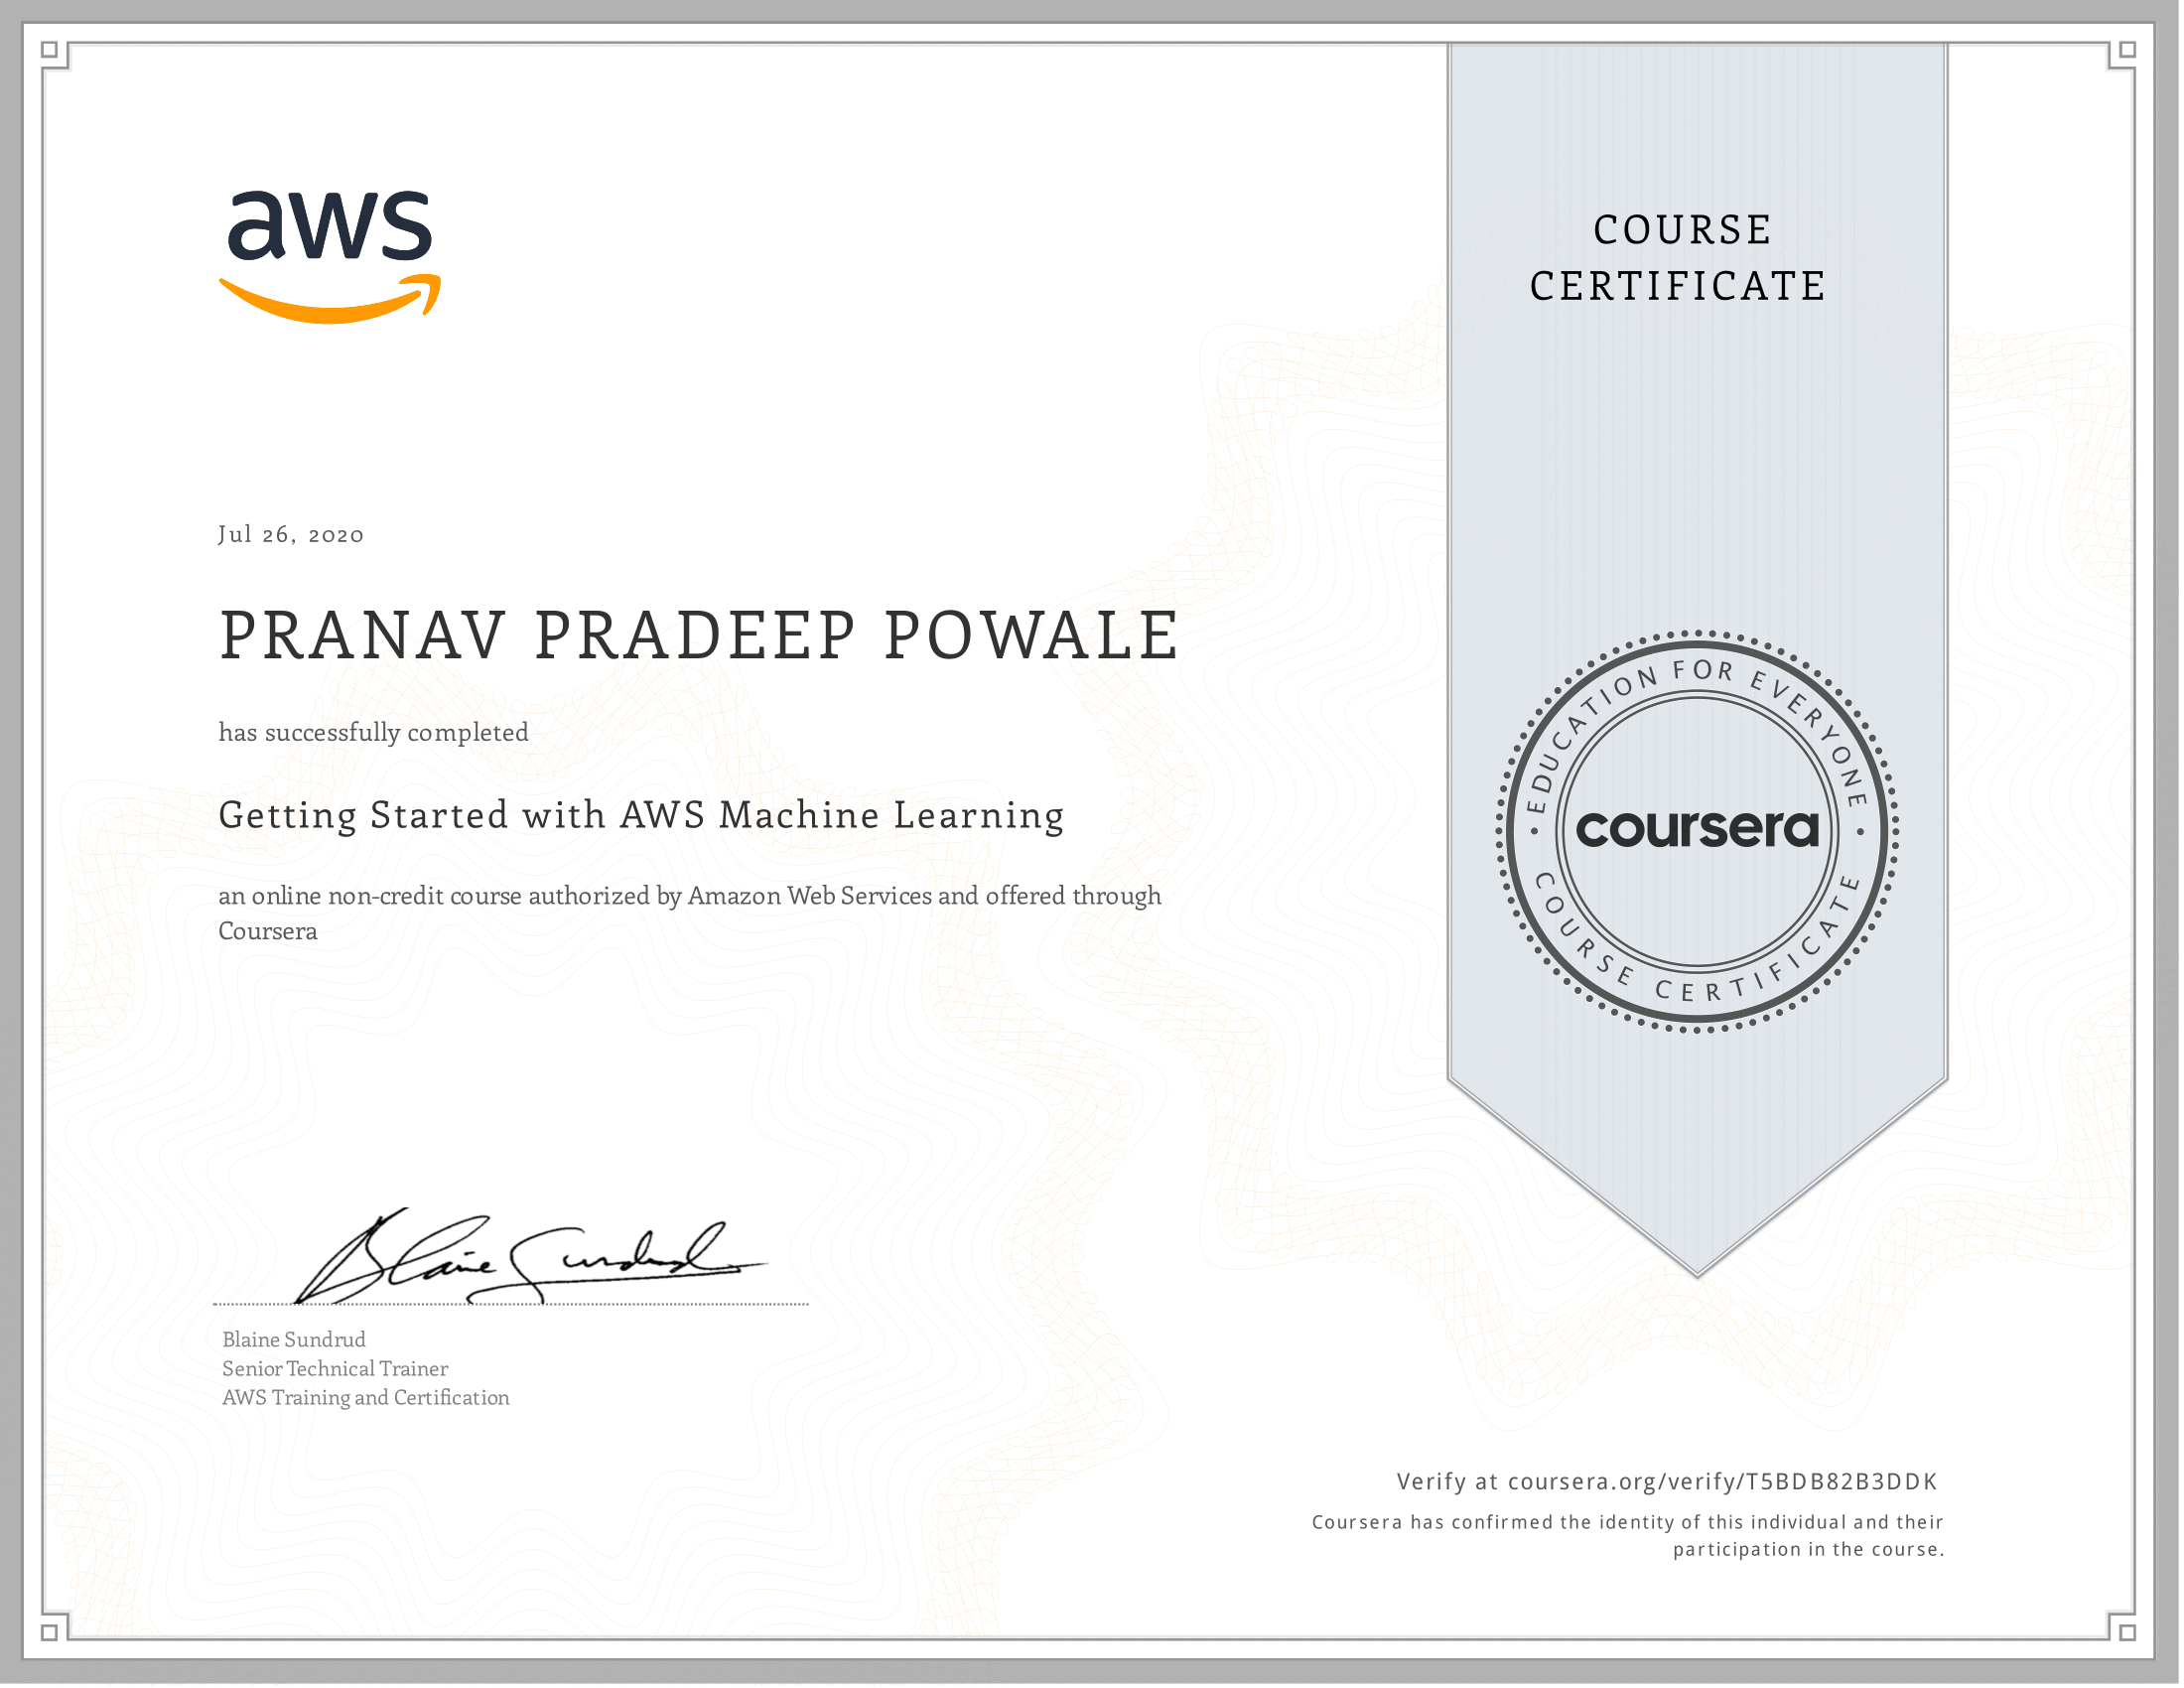 aws
COURSE
CERTIFICATE
Jul 26, 2020
PRANAV PRADEEP POWALE
has successfully completed
Getting Started with AWS Machine Learning
an online non-credit course authorized by Amazon Web Services and offered through
Coursera
EDUCATION FOR EVERYONE
coursera
COURSE CERTIFICATE
Blaine Sundrud
Blaine Sundrud
Senior Technical Trainer
AWS Training and Certification
Verify at coursera.org/verify/T5BDB82B3DDK
Coursera has confirmed the identity of this individual and their
participation in the course.